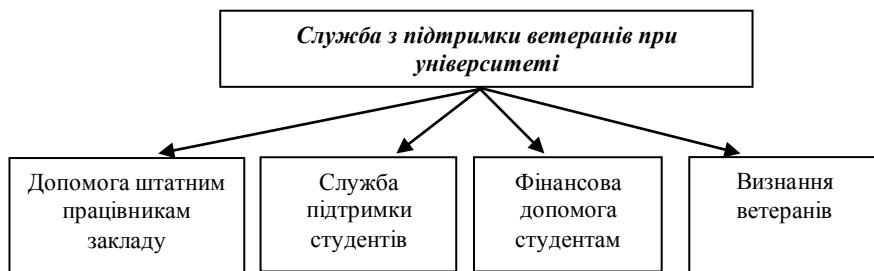 Служба з підтримки ветеранів при
університеті
Допомога штатним
працівникам
закладу
Служба
підтримки
студентів
Фінансова
допомога
студентам
Визнання
ветеранів